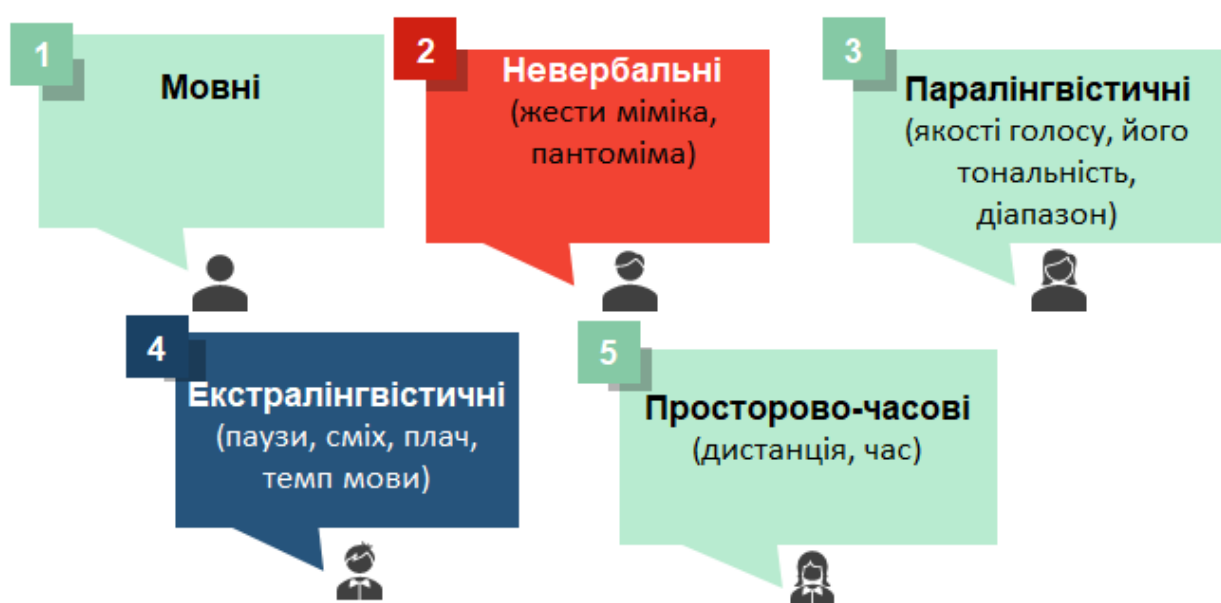 1
Мовні
2
Невербальні
(жести міміка,
пантоміма)
3
Паралінгвістичні
(якості голосу, його
тональність,
діапазон)
4
Екстралінгвістичні
(паузи, сміх, плач,
темп мови)
5
Просторово-часові
(дистанція, час)